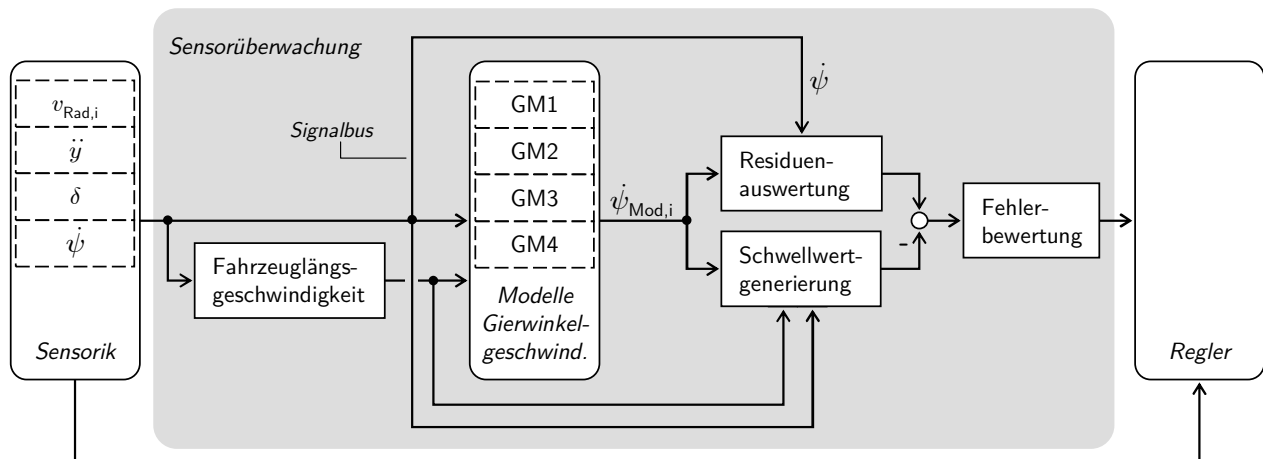 Sensorüberwachung
v_Rad,i
ÿ
δ
ψ̇
Sensorik
Signalbus
Fahrzeuglängs-
geschwindigkeit
GM1
GM2
GM3
GM4
Modelle
Gierwinkel-
geschwind.
ψ̇_Mod,i
ψ̇
Residuen-
auswertung
Schwellwert-
generierung
-
Fehler-
bewertung
Regler